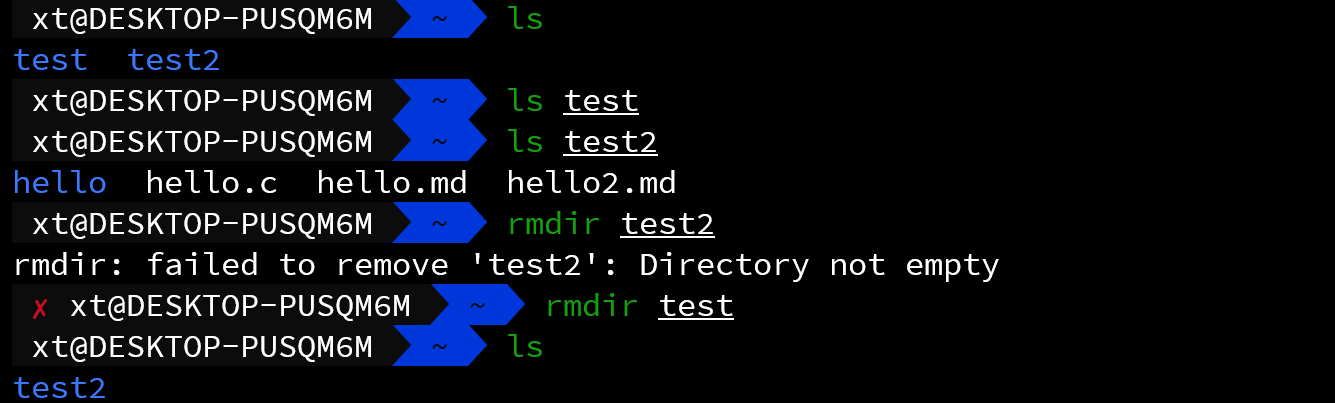 xt@DESKTOP-PUSQM6M ~ ls
test test2
xt@DESKTOP-PUSQM6M ~ ls test
xt@DESKTOP-PUSQM6M ~ ls test2
hello hello.c hello.md hello2.md
xt@DESKTOP-PUSQM6M ~ rmdir test2
rmdir: failed to remove 'test2': Directory not empty
✗ xt@DESKTOP-PUSQM6M ~ rmdir test
xt@DESKTOP-PUSQM6M ~ ls
test2